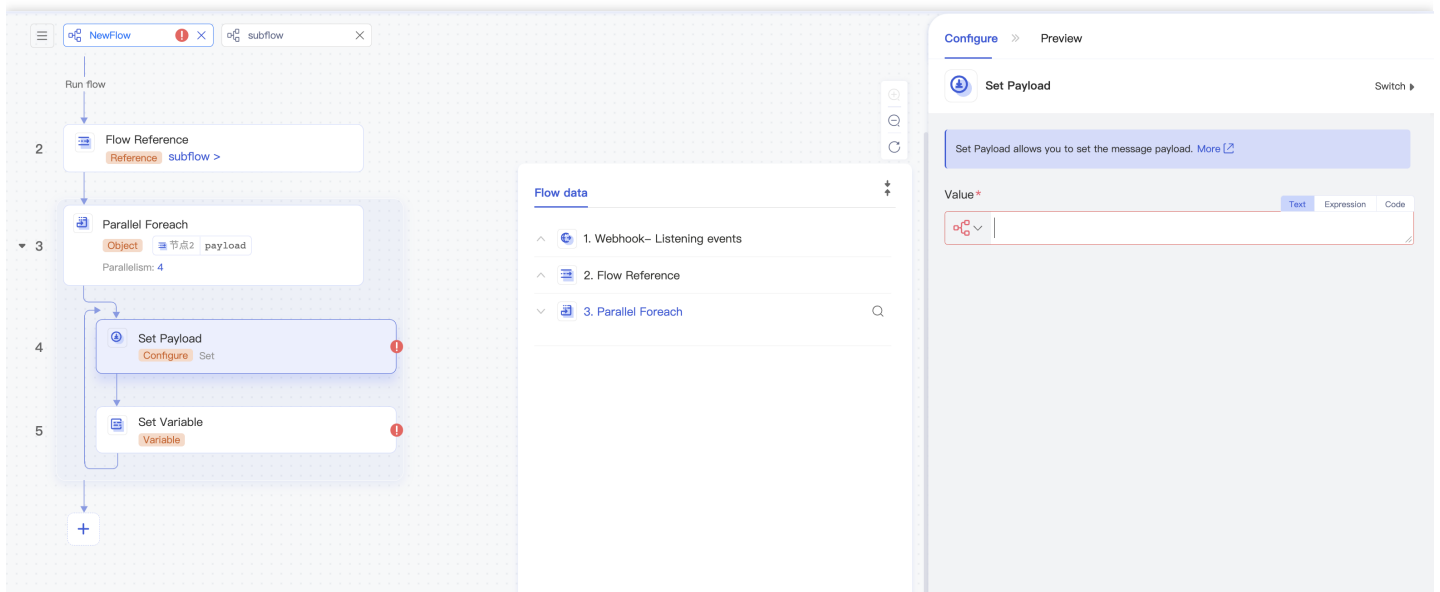 NewFlow
subflow
Run flow
2
Flow Reference
Reference subflow >
3
Parallel Foreach
Object 节点2 payload
Parallelism: 4
4
Set Payload
Configure Set
5
Set Variable
Variable
Flow data
1. Webhook– Listening events
2. Flow Reference
3. Parallel Foreach
Configure Preview
Set Payload
Switch
Set Payload allows you to set the message payload. More
Value*
Text Expression Code